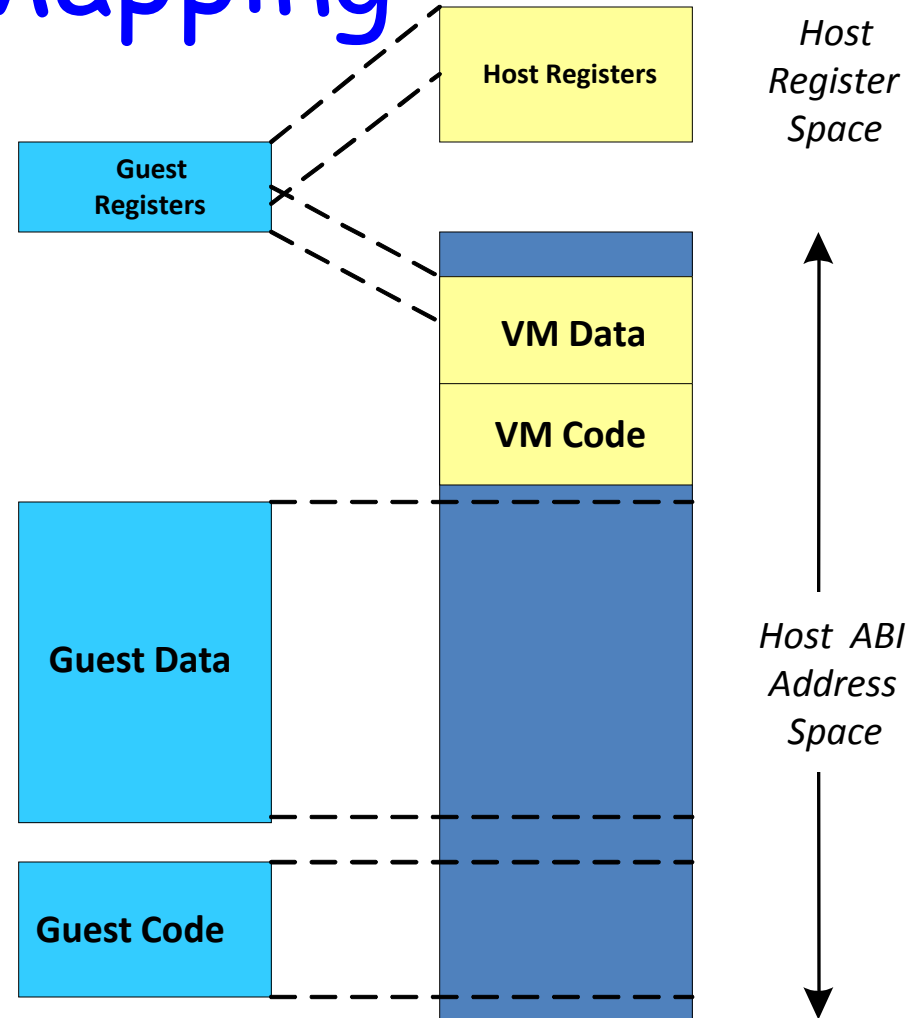 Mapping
Host Registers
Host
Register
Space
Guest
Registers
VM Data
VM Code
Guest Data
Host ABI
Address
Space
Guest Code